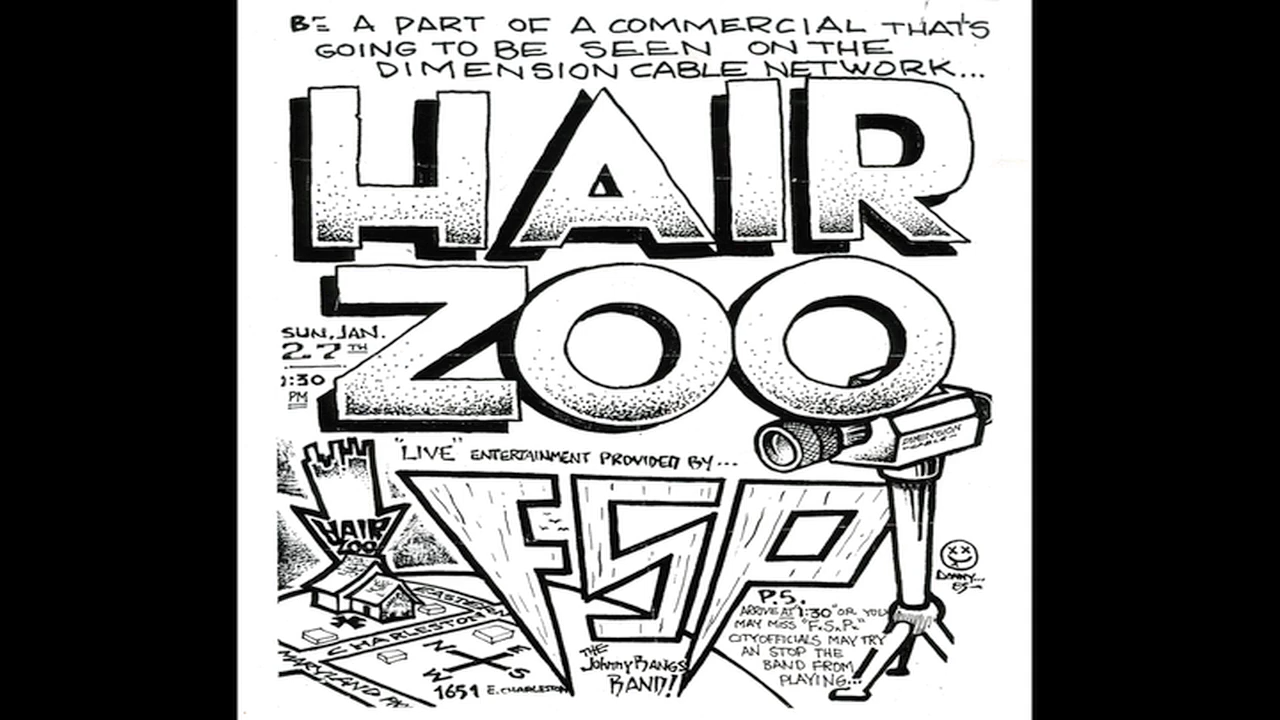 BE A PART OF A COMMERCIAL THAT'S
GOING TO BE SEEN ON THE
DIMENSION CABLE NETWORK...
HAIR
ZOO
SUN, JAN.
27TH
1:30
PM
"LIVE" ENTERTAINMENT PROVIDED BY...
DIMENSION
CABLE
FSP
HAIR
ZOO
EASTERN
CHARLESTON
MARYLAND PK
N E
W S
1651 E. CHARLESTON
THE
Johnny BANGS
BAND!!
P.S.
ARRIVE AT "1:30" OR YOU
MAY MISS "F.S.P."
CITY OFFICIALS MAY TRY
AN STOP THE
BAND FROM
PLAYING...
DANNY...
85